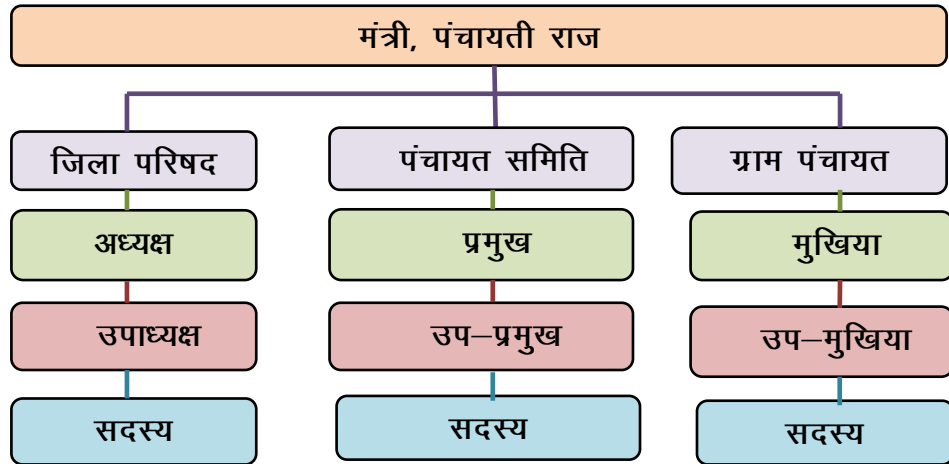 मंत्री, पंचायती राज
जिला परिषद
पंचायत समिति
ग्राम पंचायत
अध्यक्ष
प्रमुख
मुखिया
उपाध्यक्ष
उप–प्रमुख
उप–मुखिया
सदस्य
सदस्य
सदस्य